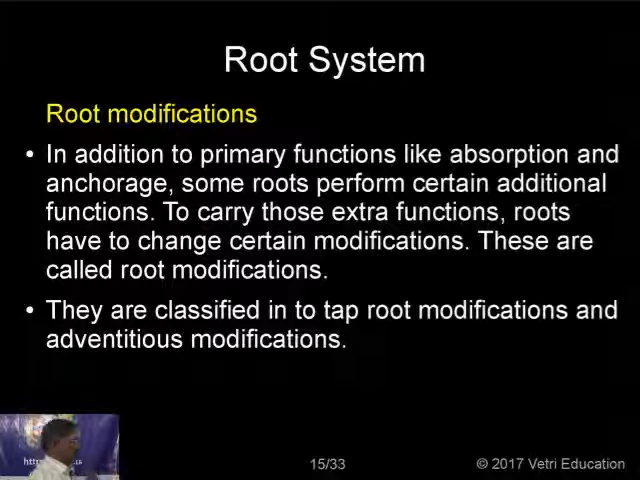 Root System
Root modifications
• In addition to primary functions like absorption and
anchorage, some roots perform certain additional
functions. To carry those extra functions, roots
have to change certain modifications. These are
called root modifications.
• They are classified in to tap root modifications and
adventitious modifications.
15/33
© 2017 Vetri Education